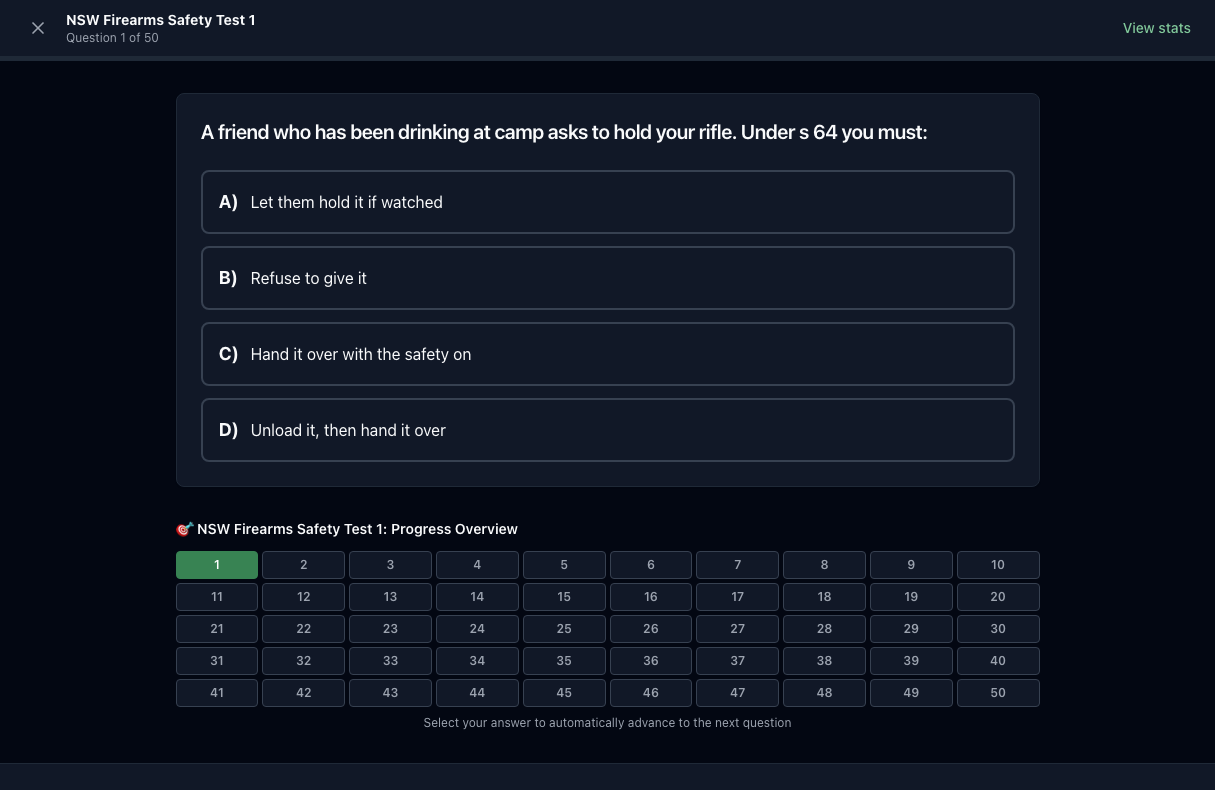 NSW Firearms Safety Test 1
Question 1 of 50
View stats
A friend who has been drinking at camp asks to hold your rifle. Under s 64 you must:
A) Let them hold it if watched
B) Refuse to give it
C) Hand it over with the safety on
D) Unload it, then hand it over
🎯 NSW Firearms Safety Test 1: Progress Overview
1 2 3 4 5 6 7 8 9 10
11 12 13 14 15 16 17 18 19 20
21 22 23 24 25 26 27 28 29 30
31 32 33 34 35 36 37 38 39 40
41 42 43 44 45 46 47 48 49 50
Select your answer to automatically advance to the next question